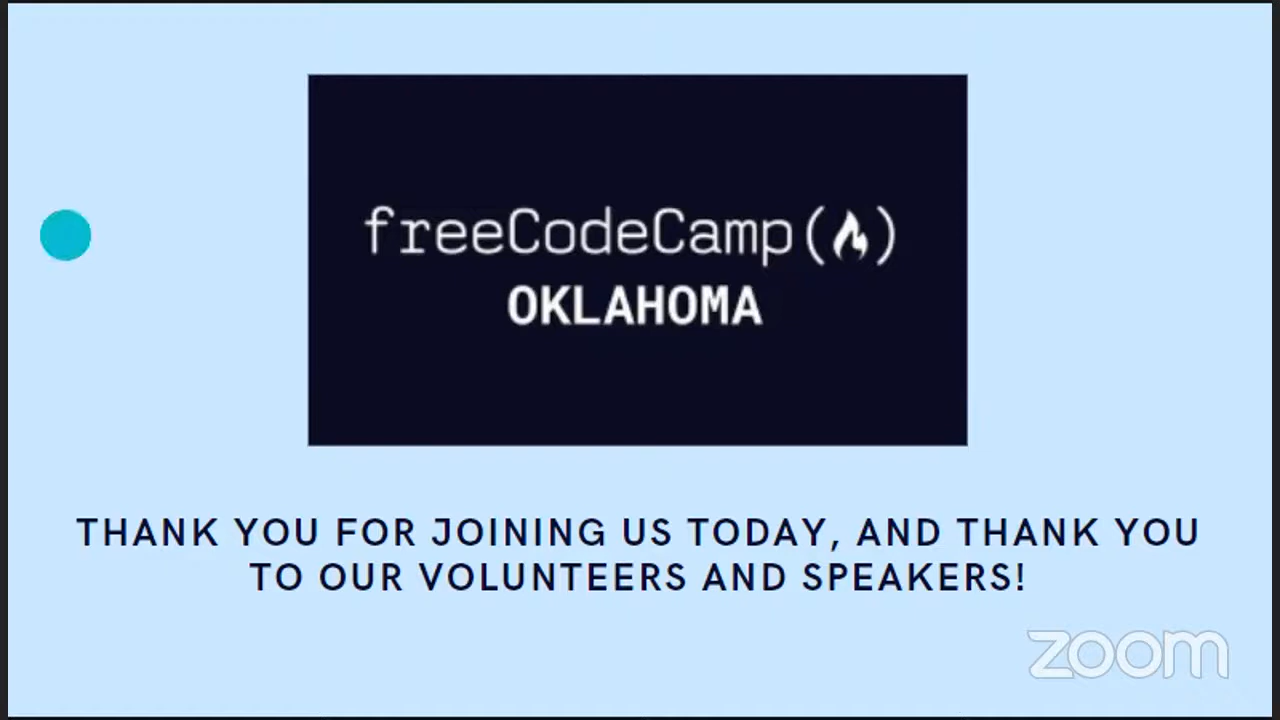 freeCodeCamp()
OKLAHOMA
THANK YOU FOR JOINING US TODAY, AND THANK YOU
TO OUR VOLUNTEERS AND SPEAKERS!
zoom